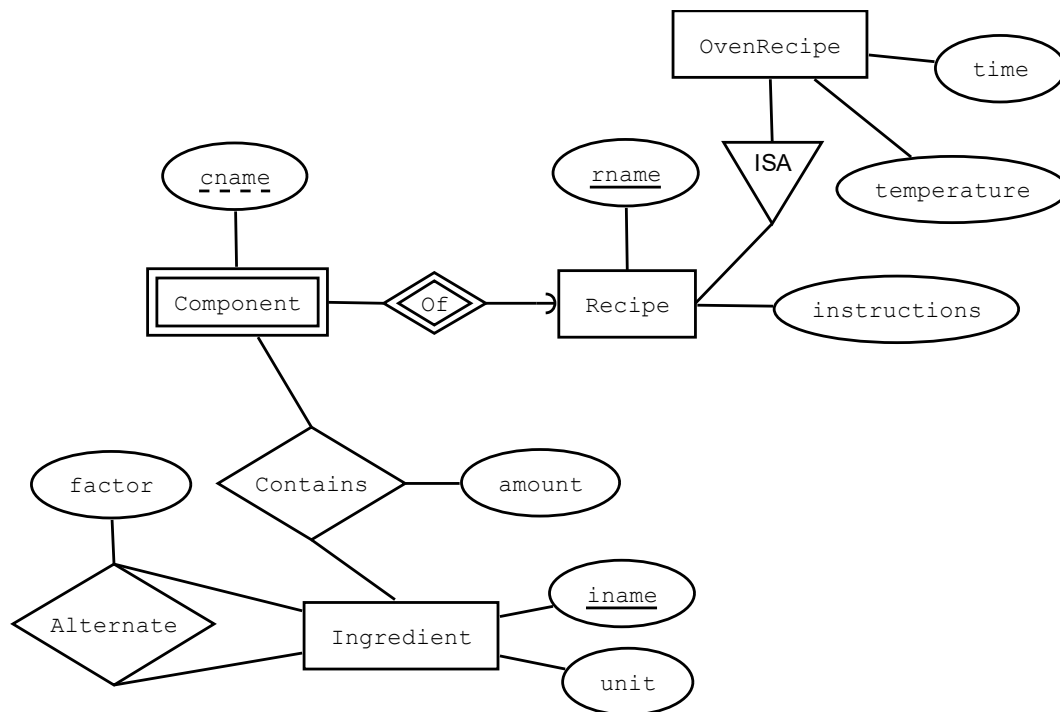 OvenRecipe
time
ISA
cname
rname
temperature
Component
Of
Recipe
instructions
factor
Contains
amount
iname
Alternate
Ingredient
unit